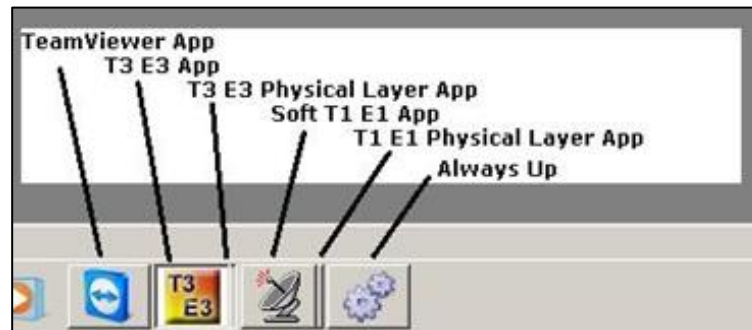 TeamViewer App
T3 E3 App
T3 E3 Physical Layer App
Soft T1 E1 App
T1 E1 Physical Layer App
Always Up
T3
E3